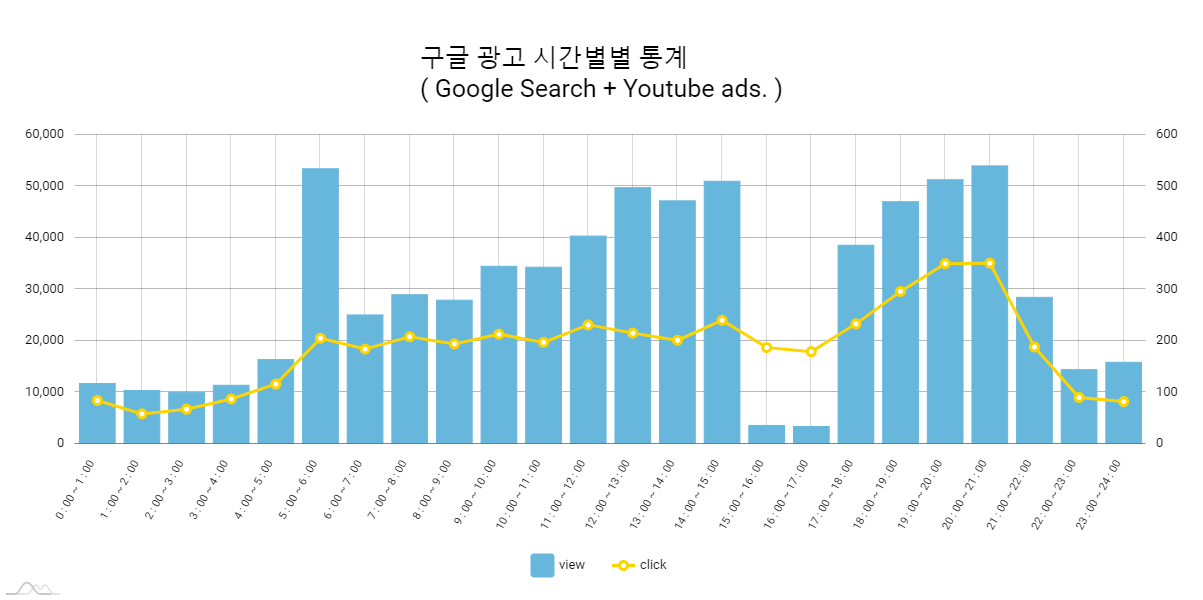 구글 광고 시간별별 통계
( Google Search + Youtube ads. )
60,000
50,000
40,000
30,000
20,000
10,000
0
600
500
400
300
200
100
0
0 : 00 ~ 1 : 00
1 : 00 ~ 2 : 00
2 : 00 ~ 3 : 00
3 : 00 ~ 4 : 00
4 : 00 ~ 5 : 00
5 : 00 ~ 6 : 00
6 : 00 ~ 7 : 00
7 : 00 ~ 8 : 00
8 : 00 ~ 9 : 00
9 : 00 ~ 10 : 00
10 : 00 ~ 11 : 00
11 : 00 ~ 12 : 00
12 : 00 ~ 13 : 00
13 : 00 ~ 14 : 00
14 : 00 ~ 15 : 00
15 : 00 ~ 16 : 00
16 : 00 ~ 17 : 00
17 : 00 ~ 18 : 00
18 : 00 ~ 19 : 00
19 : 00 ~ 20 : 00
20 : 00 ~ 21 : 00
21 : 00 ~ 22 : 00
22 : 00 ~ 23 : 00
23 : 00 ~ 24 : 00
view
click